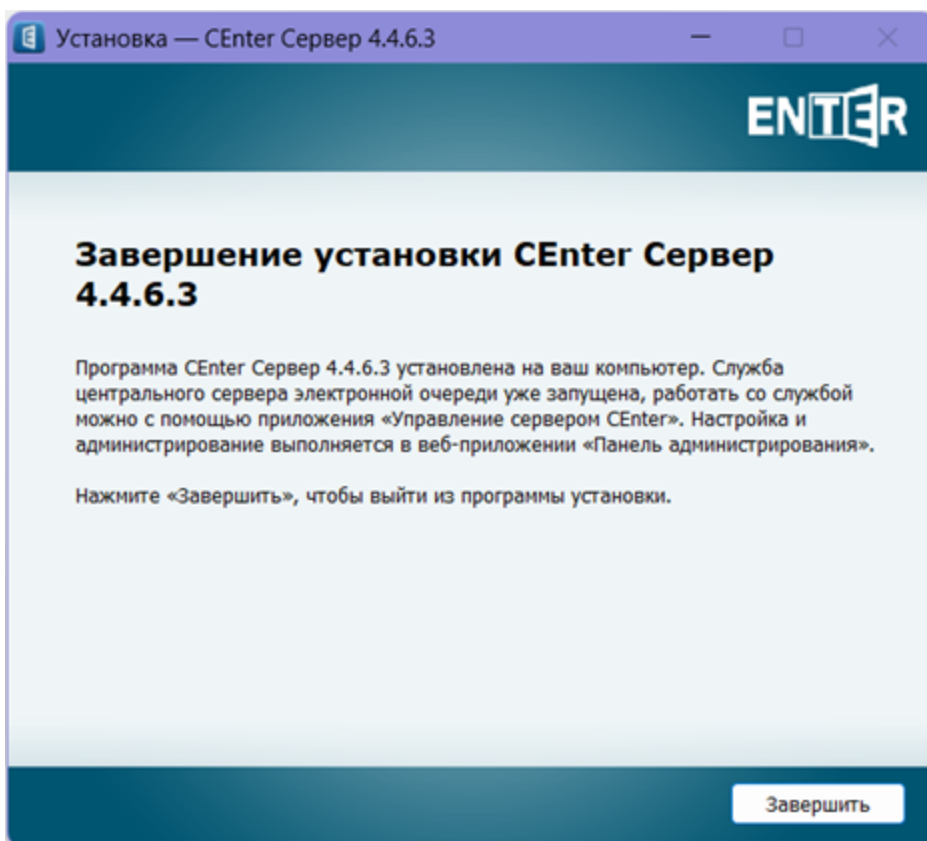 Установка — CEnter Сервер 4.4.6.3
ENTER
Завершение установки CEnter Сервер
4.4.6.3
Программа CEnter Сервер 4.4.6.3 установлена на ваш компьютер. Служба
центрального сервера электронной очереди уже запущена, работать со службой
можно с помощью приложения «Управление сервером CEnter». Настройка и
администрирование выполняется в веб-приложении «Панель администрирования».
Нажмите «Завершить», чтобы выйти из программы установки.
Завершить